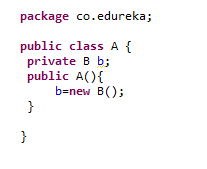 package co.edureka;
public class A {
private B b;
public A(){
b=new B();
}
}